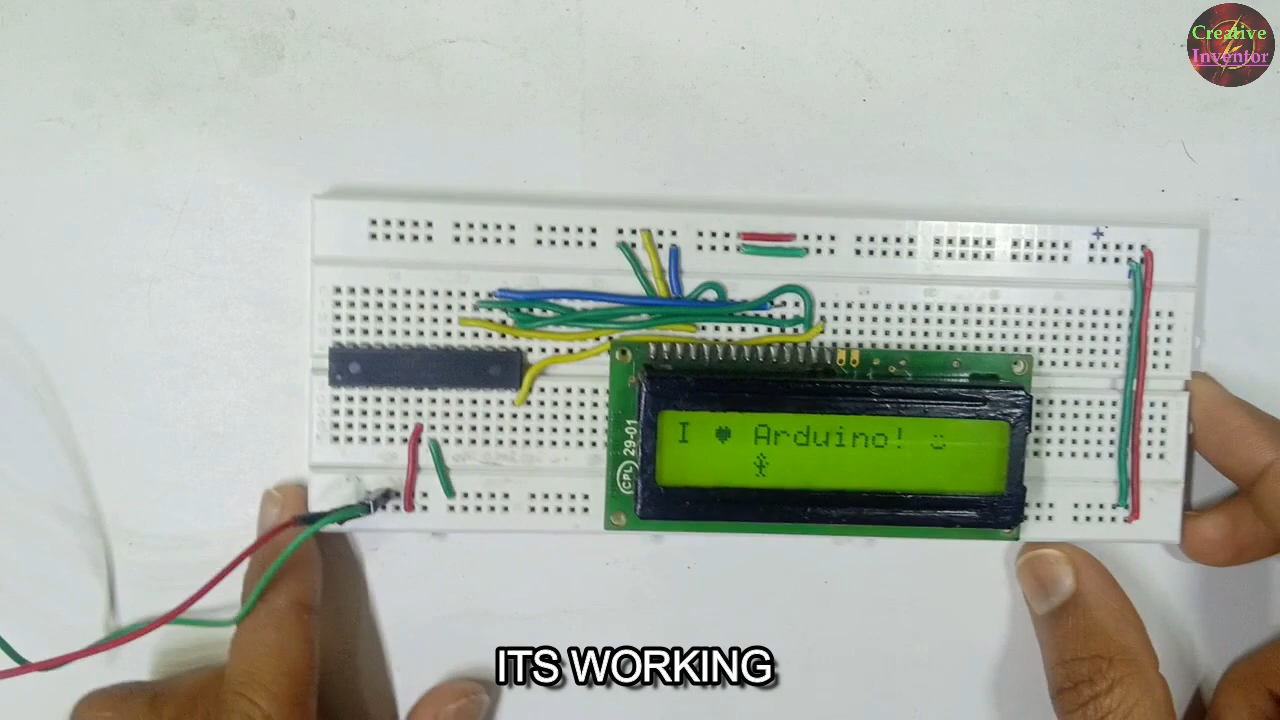 Creative
Inventor
+
CPL 29-01
I ♥ Arduino! ☺
ITS WORKING